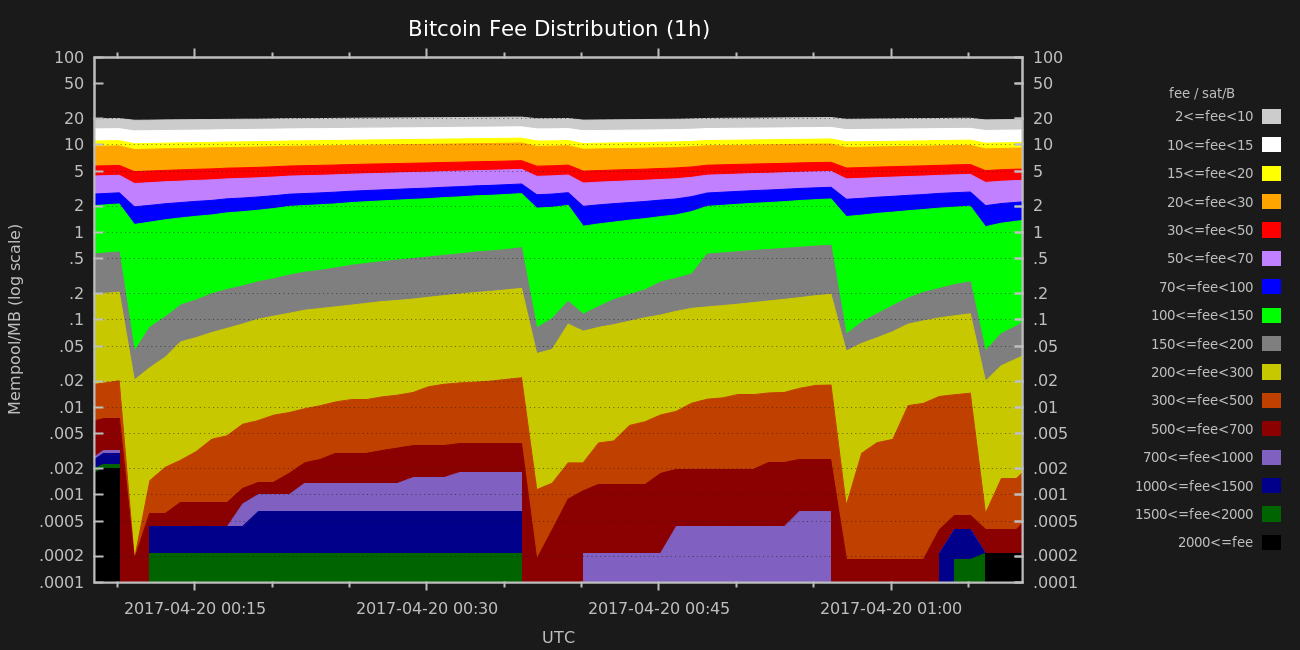 Bitcoin Fee Distribution (1h)
100
50
20
10
5
2
1
.5
.2
.1
.05
.02
.01
.005
.002
.001
.0005
.0002
.0001
Mempool/MB (log scale)
100
50
20
10
5
2
1
.5
.2
.1
.05
.02
.01
.005
.002
.001
.0005
.0002
.0001
2017-04-20 00:15
2017-04-20 00:30
2017-04-20 00:45
2017-04-20 01:00
UTC
fee / sat/B
2<=fee<10
10<=fee<15
15<=fee<20
20<=fee<30
30<=fee<50
50<=fee<70
70<=fee<100
100<=fee<150
150<=fee<200
200<=fee<300
300<=fee<500
500<=fee<700
700<=fee<1000
1000<=fee<1500
1500<=fee<2000
2000<=fee